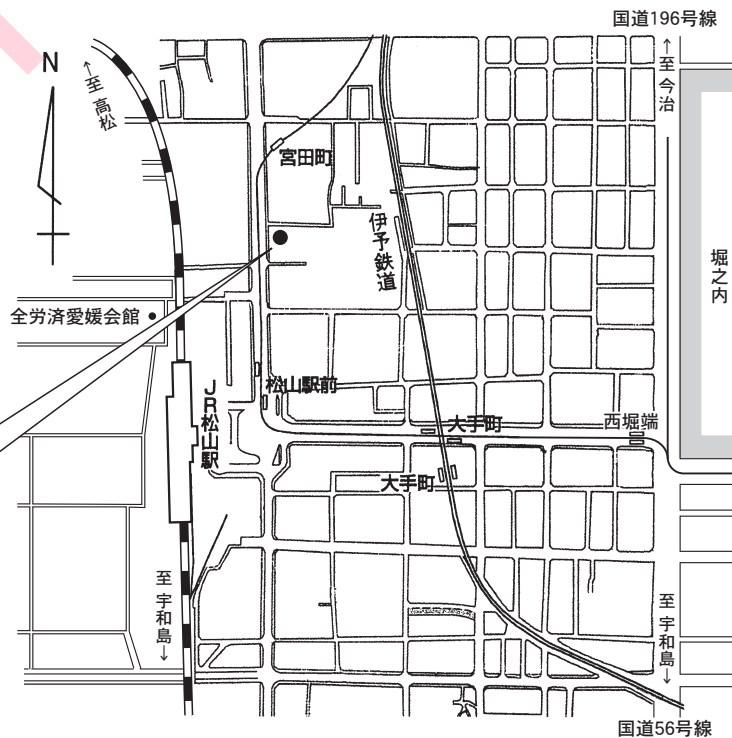 国道196号線
N
↑至 高松
↑至 今治
宮田町
伊予鉄道
堀之内
全労済愛媛会館
松山駅前
JR松山駅
大手町
西堀端
大手町
至 宇和島→
至 宇和島→
国道56号線